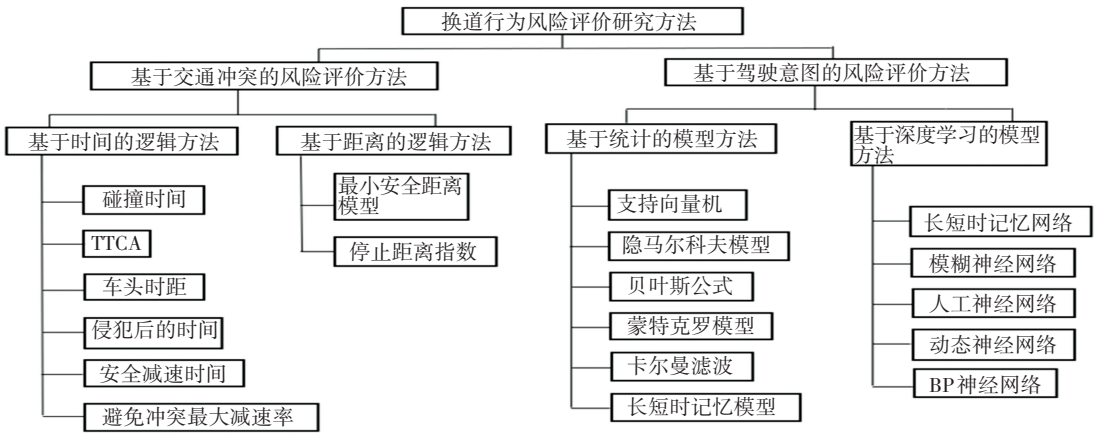 换道行为风险评价研究方法
基于交通冲突的风险评价方法
基于驾驶意图的风险评价方法
基于时间的逻辑方法
基于距离的逻辑方法
基于统计的模型方法
基于深度学习的模型
方法
碰撞时间
TTCA
车头时距
侵犯后的时间
安全减速时间
避免冲突最大减速率
最小安全距离
模型
停止距离指数
支持向量机
隐马尔科夫模型
贝叶斯公式
蒙特克罗模型
卡尔曼滤波
长短时记忆模型
长短时记忆网络
模糊神经网络
人工神经网络
动态神经网络
BP神经网络